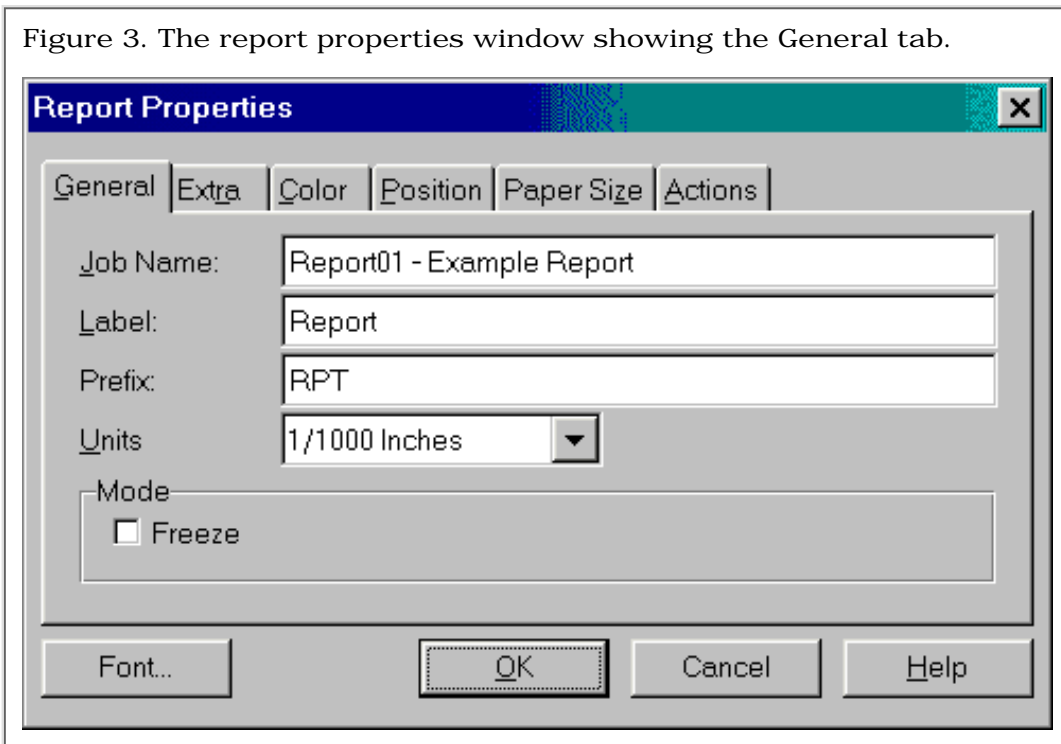 Figure 3. The report properties window showing the General tab.
Report Properties
General Extra Color Position Paper Size Actions
Job Name: Report01 - Example Report
Label: Report
Prefix: RPT
Units 1/1000 Inches
Mode
Freeze
Font... OK Cancel Help